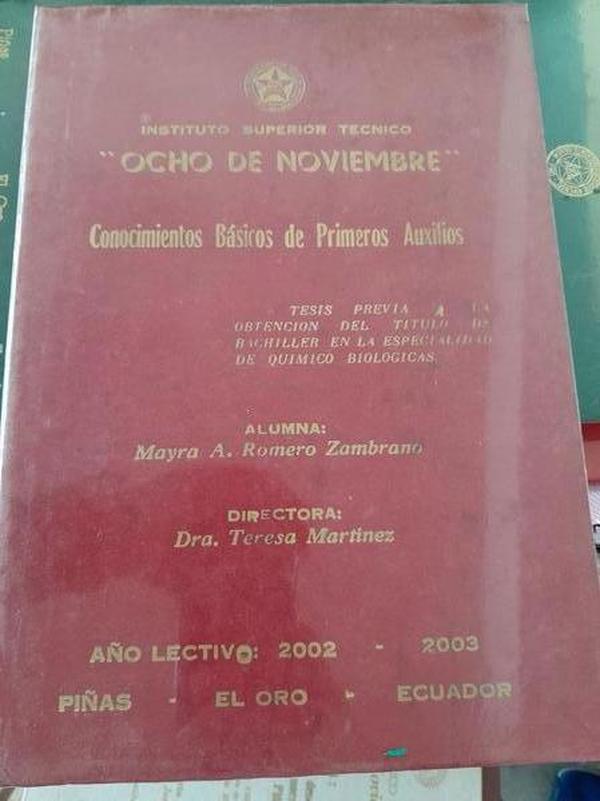 INSTITUTO SUPERIOR TECNICO
"OCHO DE NOVIEMBRE"
Conocimientos Básicos de Primeros Auxilios
TESIS PREVIA A LA
OBTENCION DEL TITULO DE
BACHILLER EN LA ESPECIALIDAD
DE QUIMICO BIOLOGICAS
ALUMNA:
Mayra A. Romero Zambrano
DIRECTORA:
Dra. Teresa Martinez
AÑO LECTIVO: 2002 - 2003
PIÑAS - EL ORO - ECUADOR
Piñas